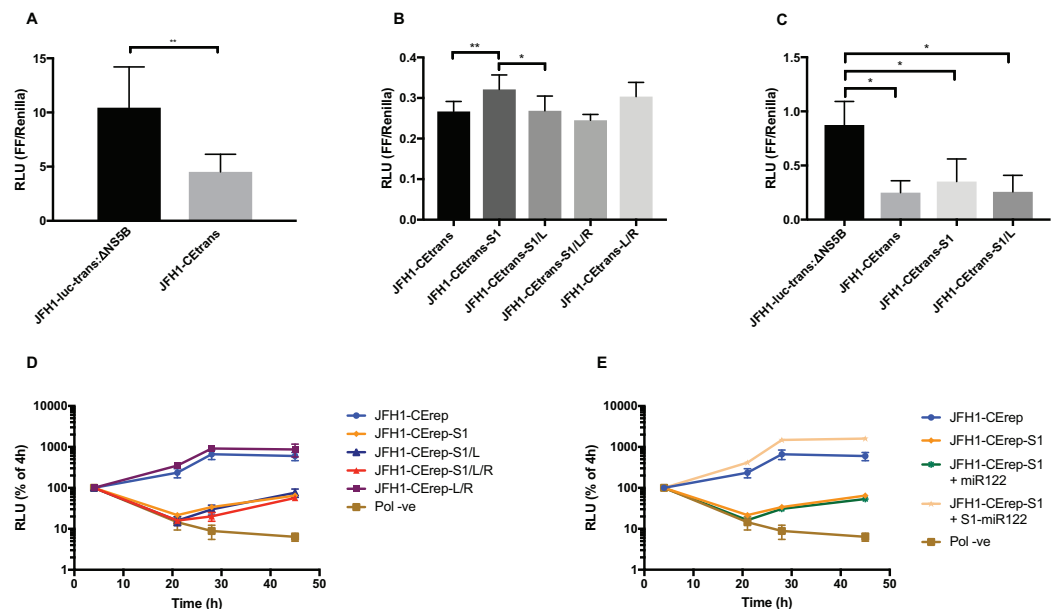 A
**
RLU (FF/Renilla)
15
10
5
0
JFH1-luc-trans:ΔNS5B
JFH1-CEtrans
B
**
*
RLU (FF/Renilla)
0.4
0.3
0.2
0.1
0.0
JFH1-CEtrans
JFH1-CEtrans-S1
JFH1-CEtrans-S1/L
JFH1-CEtrans-S1/L/R
JFH1-CEtrans-L/R
C
*
*
*
RLU (FF/Renilla)
1.5
1.0
0.5
0.0
JFH1-luc-trans:ΔNS5B
JFH1-CEtrans
JFH1-CEtrans-S1
JFH1-CEtrans-S1/L
D
RLU (% of 4h)
10000
1000
100
10
1
0 10 20 30 40 50
Time (h)
JFH1-CErep
JFH1-CErep-S1
JFH1-CErep-S1/L
JFH1-CErep-S1/L/R
JFH1-CErep-L/R
Pol -ve
E
RLU (% of 4h)
10000
1000
100
10
1
0 10 20 30 40 50
Time (h)
JFH1-CErep
JFH1-CErep-S1
JFH1-CErep-S1
+ miR122
JFH1-CErep-S1
+ S1-miR122
Pol -ve